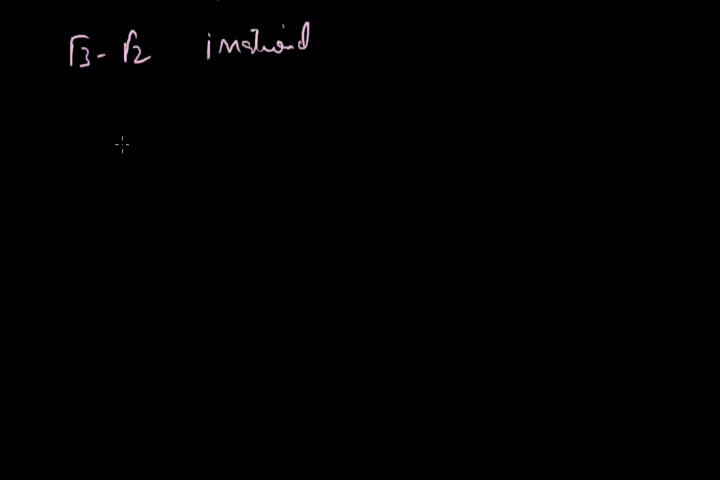 √3 - √2 irrational